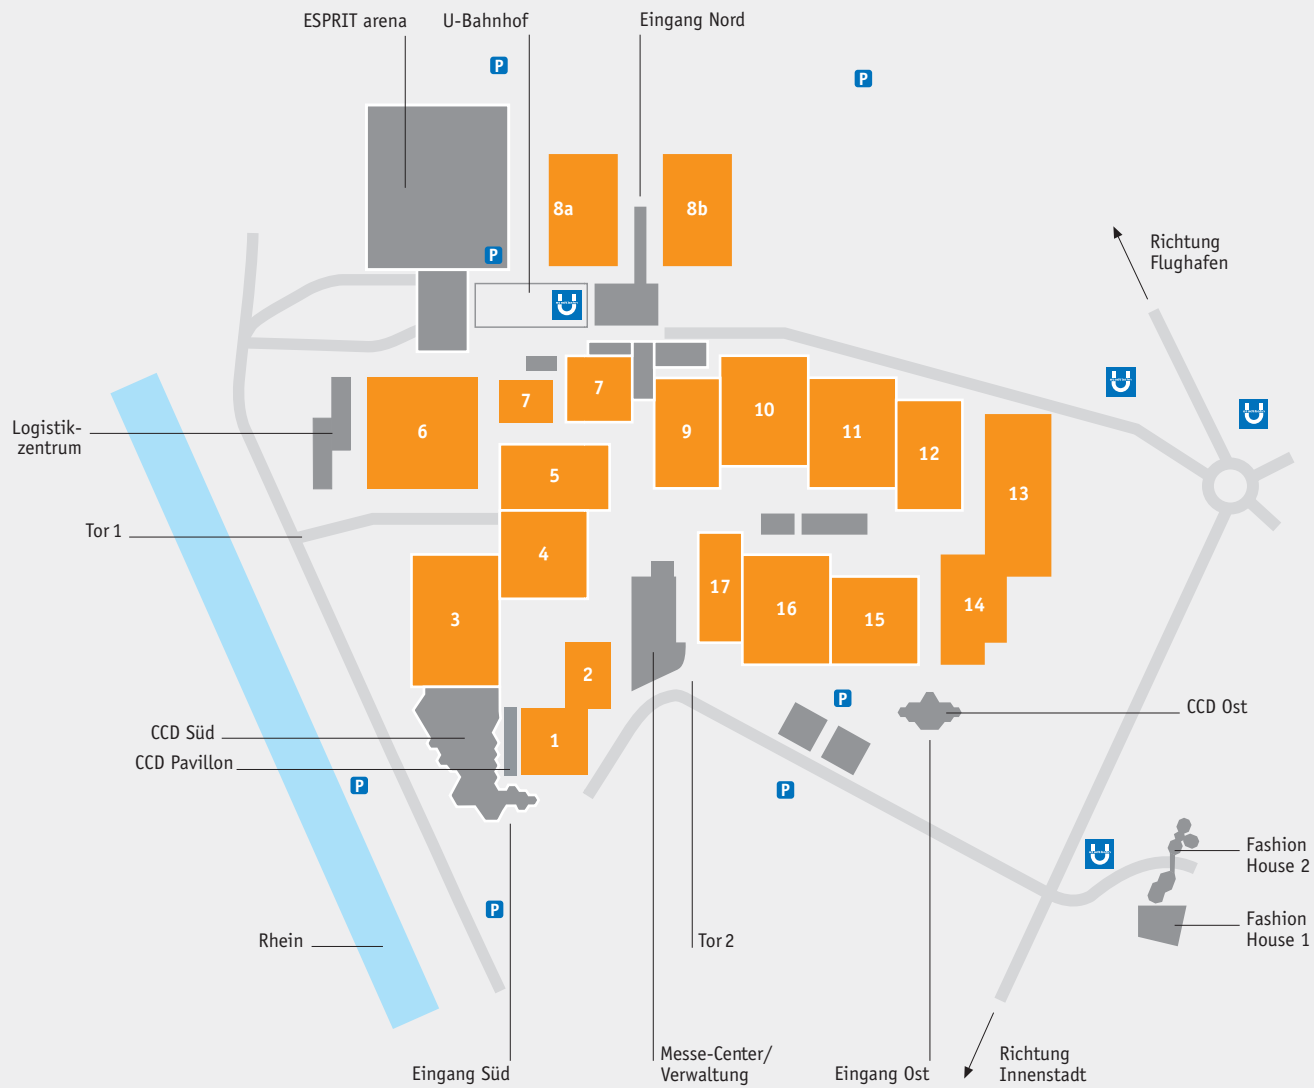 ESPRIT arena
U-Bahnhof
Eingang Nord
P
P
8a
8b
P
Richtung
Flughafen
U
U
U
7
7
6
9
10
11
12
Logistik-
zentrum
5
13
Tor 1
4
17
16
15
14
3
2
P
CCD Ost
CCD Süd
1
CCD Pavillon
P
P
U
Fashion
House 2
P
Fashion
House 1
Rhein
Tor 2
Eingang Süd
Messe-Center/
Verwaltung
Eingang Ost
Richtung
Innenstadt